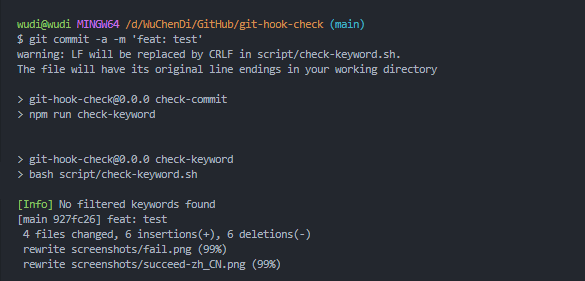 wudi@wudi MINGW64 /d/WuChenDi/GitHub/git-hook-check (main)
$ git commit -a -m 'feat: test'
warning: LF will be replaced by CRLF in script/check-keyword.sh.
The file will have its original line endings in your working directory
> git-hook-check@0.0.0 check-commit
> npm run check-keyword
> git-hook-check@0.0.0 check-keyword
> bash script/check-keyword.sh
[Info] No filtered keywords found
[main 927fc26] feat: test
4 files changed, 6 insertions(+), 6 deletions(-)
rewrite screenshots/fail.png (99%)
rewrite screenshots/succeed-zh_CN.png (99%)